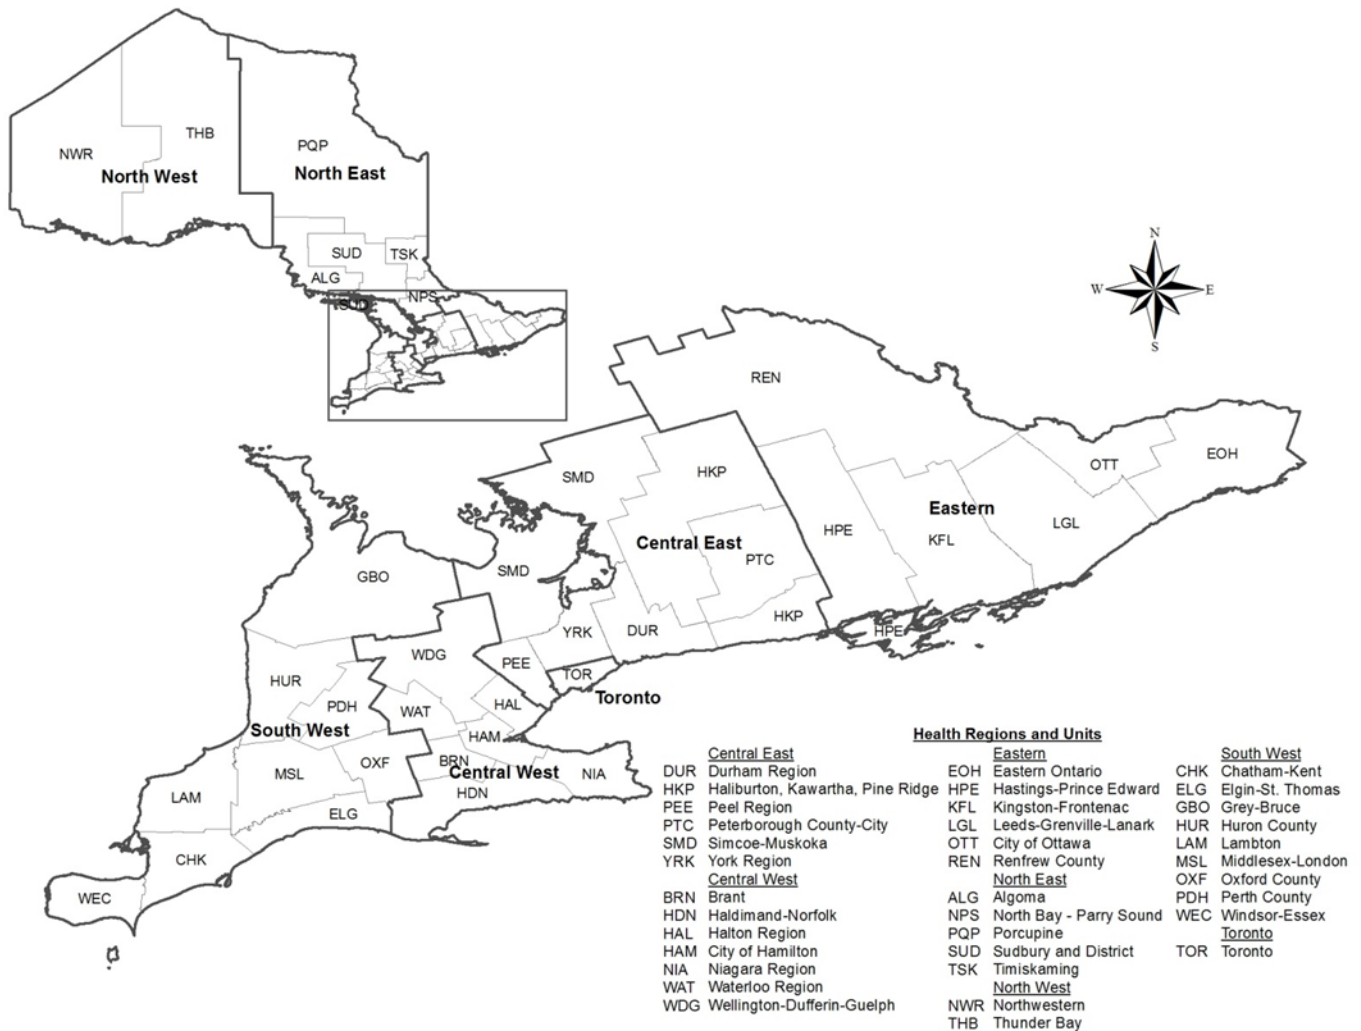 THB
PQP
NWR
North West
North East
SUD
TSK
ALG
NPS
SUD
N
W
E
S
REN
SMD
HKP
OTT
EOH
Eastern
HPE
LGL
Central East
KFL
PTC
SMD
GBO
HKP
YRK
DUR
HPE
WDG
PEE
TOR
HUR
Toronto
PDH
HAL
WAT
South West
HAM
BRN
OXF
Central West
MSL
NIA
HDN
LAM
ELG
CHK
WEC
Health Regions and Units
Central East
DUR Durham Region
HKP Haliburton, Kawartha, Pine Ridge
PEE Peel Region
PTC Peterborough County-City
SMD Simcoe-Muskoka
YRK York Region
Central West
BRN Brant
HDN Haldimand-Norfolk
HAL Halton Region
HAM City of Hamilton
NIA Niagara Region
WAT Waterloo Region
WDG Wellington-Dufferin-Guelph
Eastern
EOH Eastern Ontario
HPE Hastings-Prince Edward
KFL Kingston-Frontenac
LGL Leeds-Grenville-Lanark
OTT City of Ottawa
REN Renfrew County
North East
ALG Algoma
NPS North Bay - Parry Sound
PQP Porcupine
SUD Sudbury and District
TSK Timiskaming
North West
NWR Northwestern
THB Thunder Bay
South West
CHK Chatham-Kent
ELG Elgin-St. Thomas
GBO Grey-Bruce
HUR Huron County
LAM Lambton
MSL Middlesex-London
OXF Oxford County
PDH Perth County
WEC Windsor-Essex
Toronto
TOR Toronto